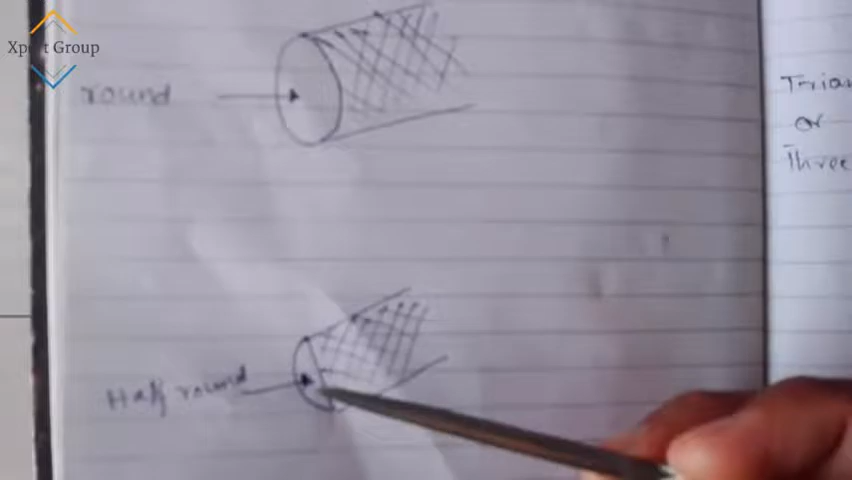 Xpert Group
round
Half round
Trian
or
Three